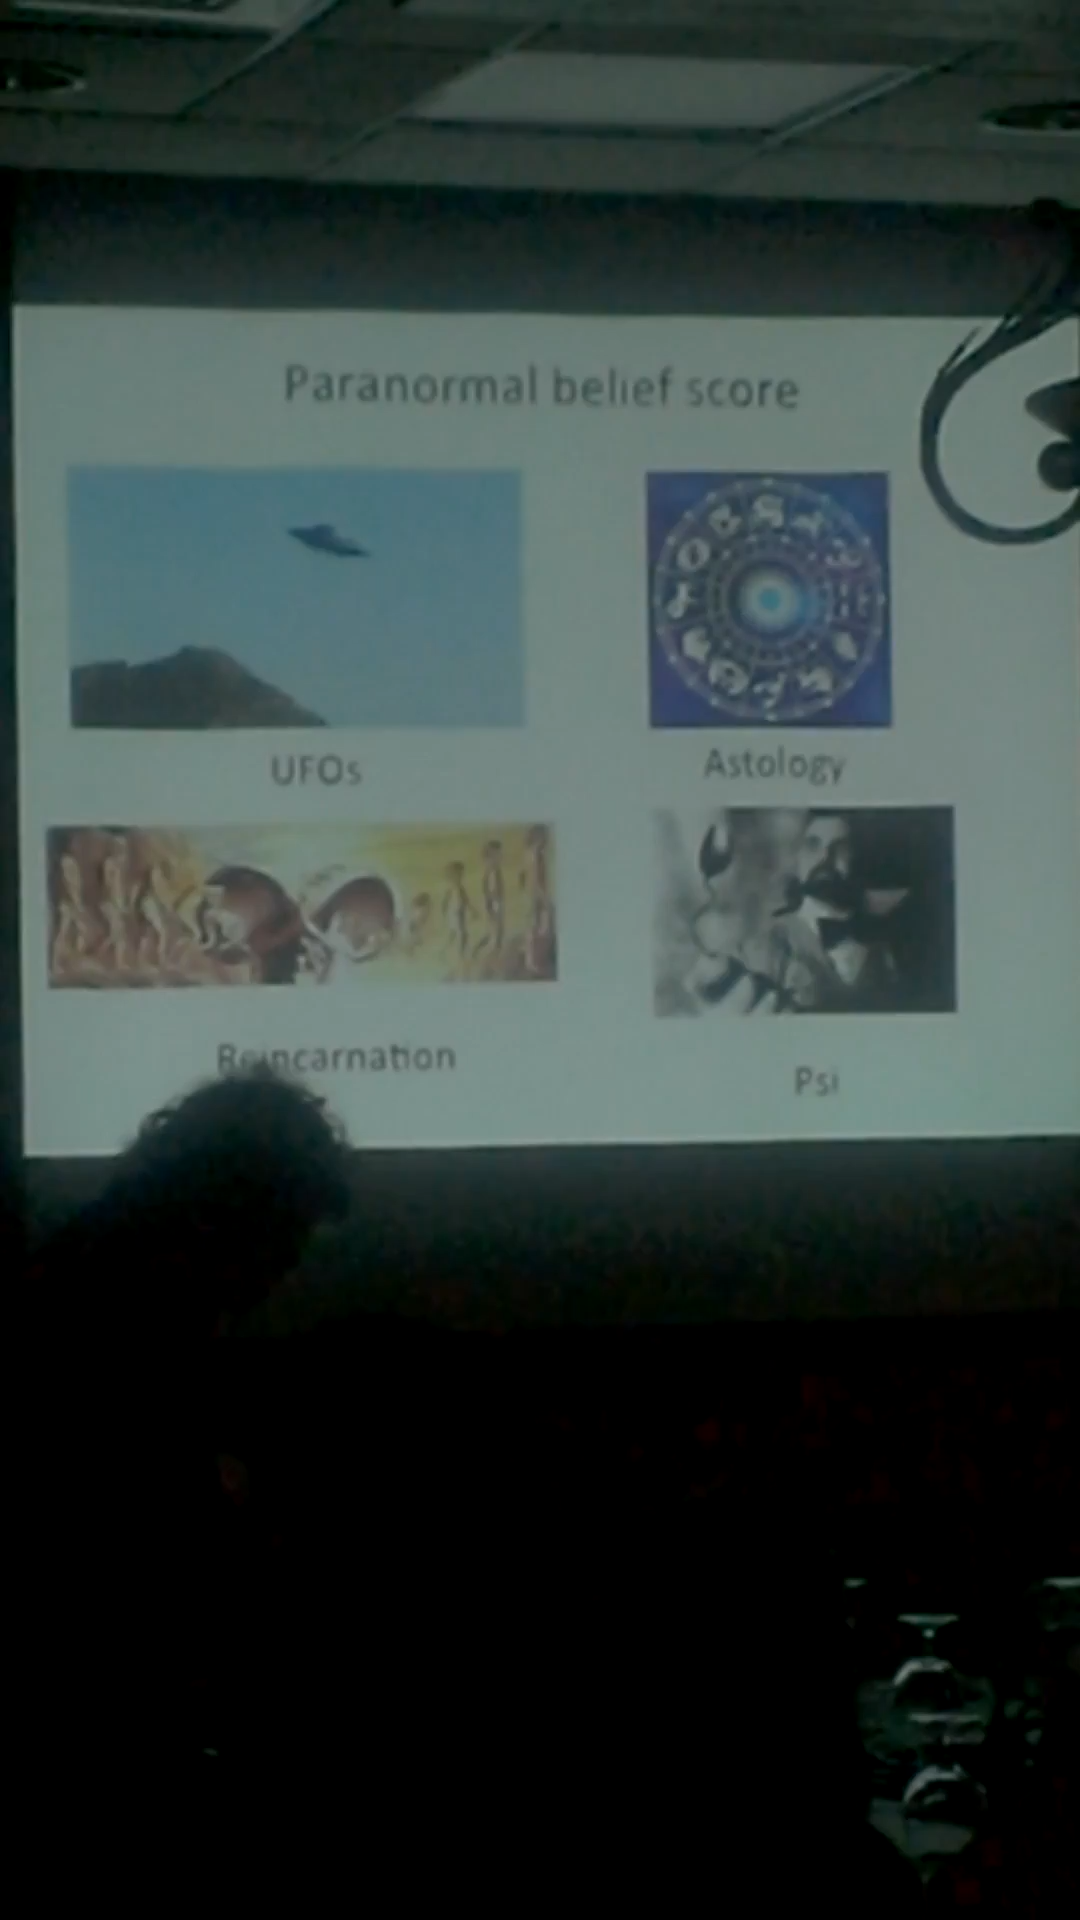 Paranormal belief score
UFOs
Astology
Reincarnation
Psi